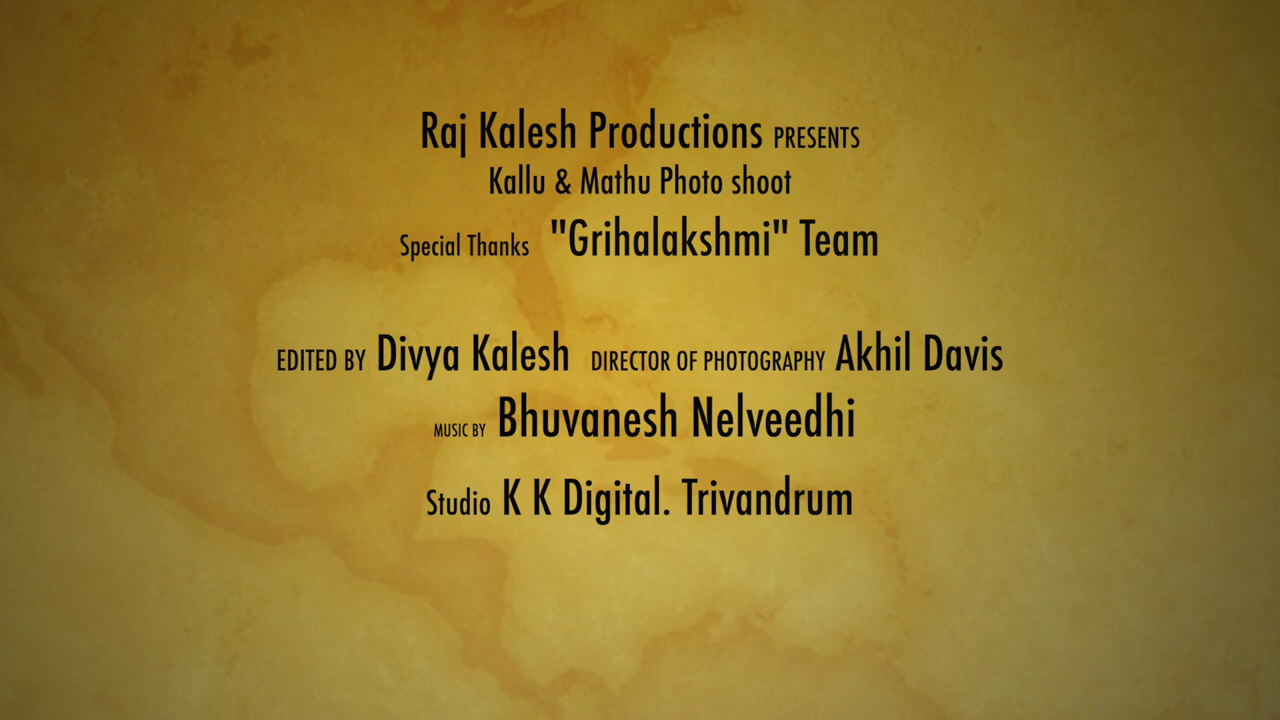 Raj Kalesh Productions PRESENTS
Kallu & Mathu Photo shoot
Special Thanks "Grihalakshmi" Team
EDITED BY Divya Kalesh DIRECTOR OF PHOTOGRAPHY Akhil Davis
MUSIC BY Bhuvanesh Nelveedhi
Studio K K Digital. Trivandrum